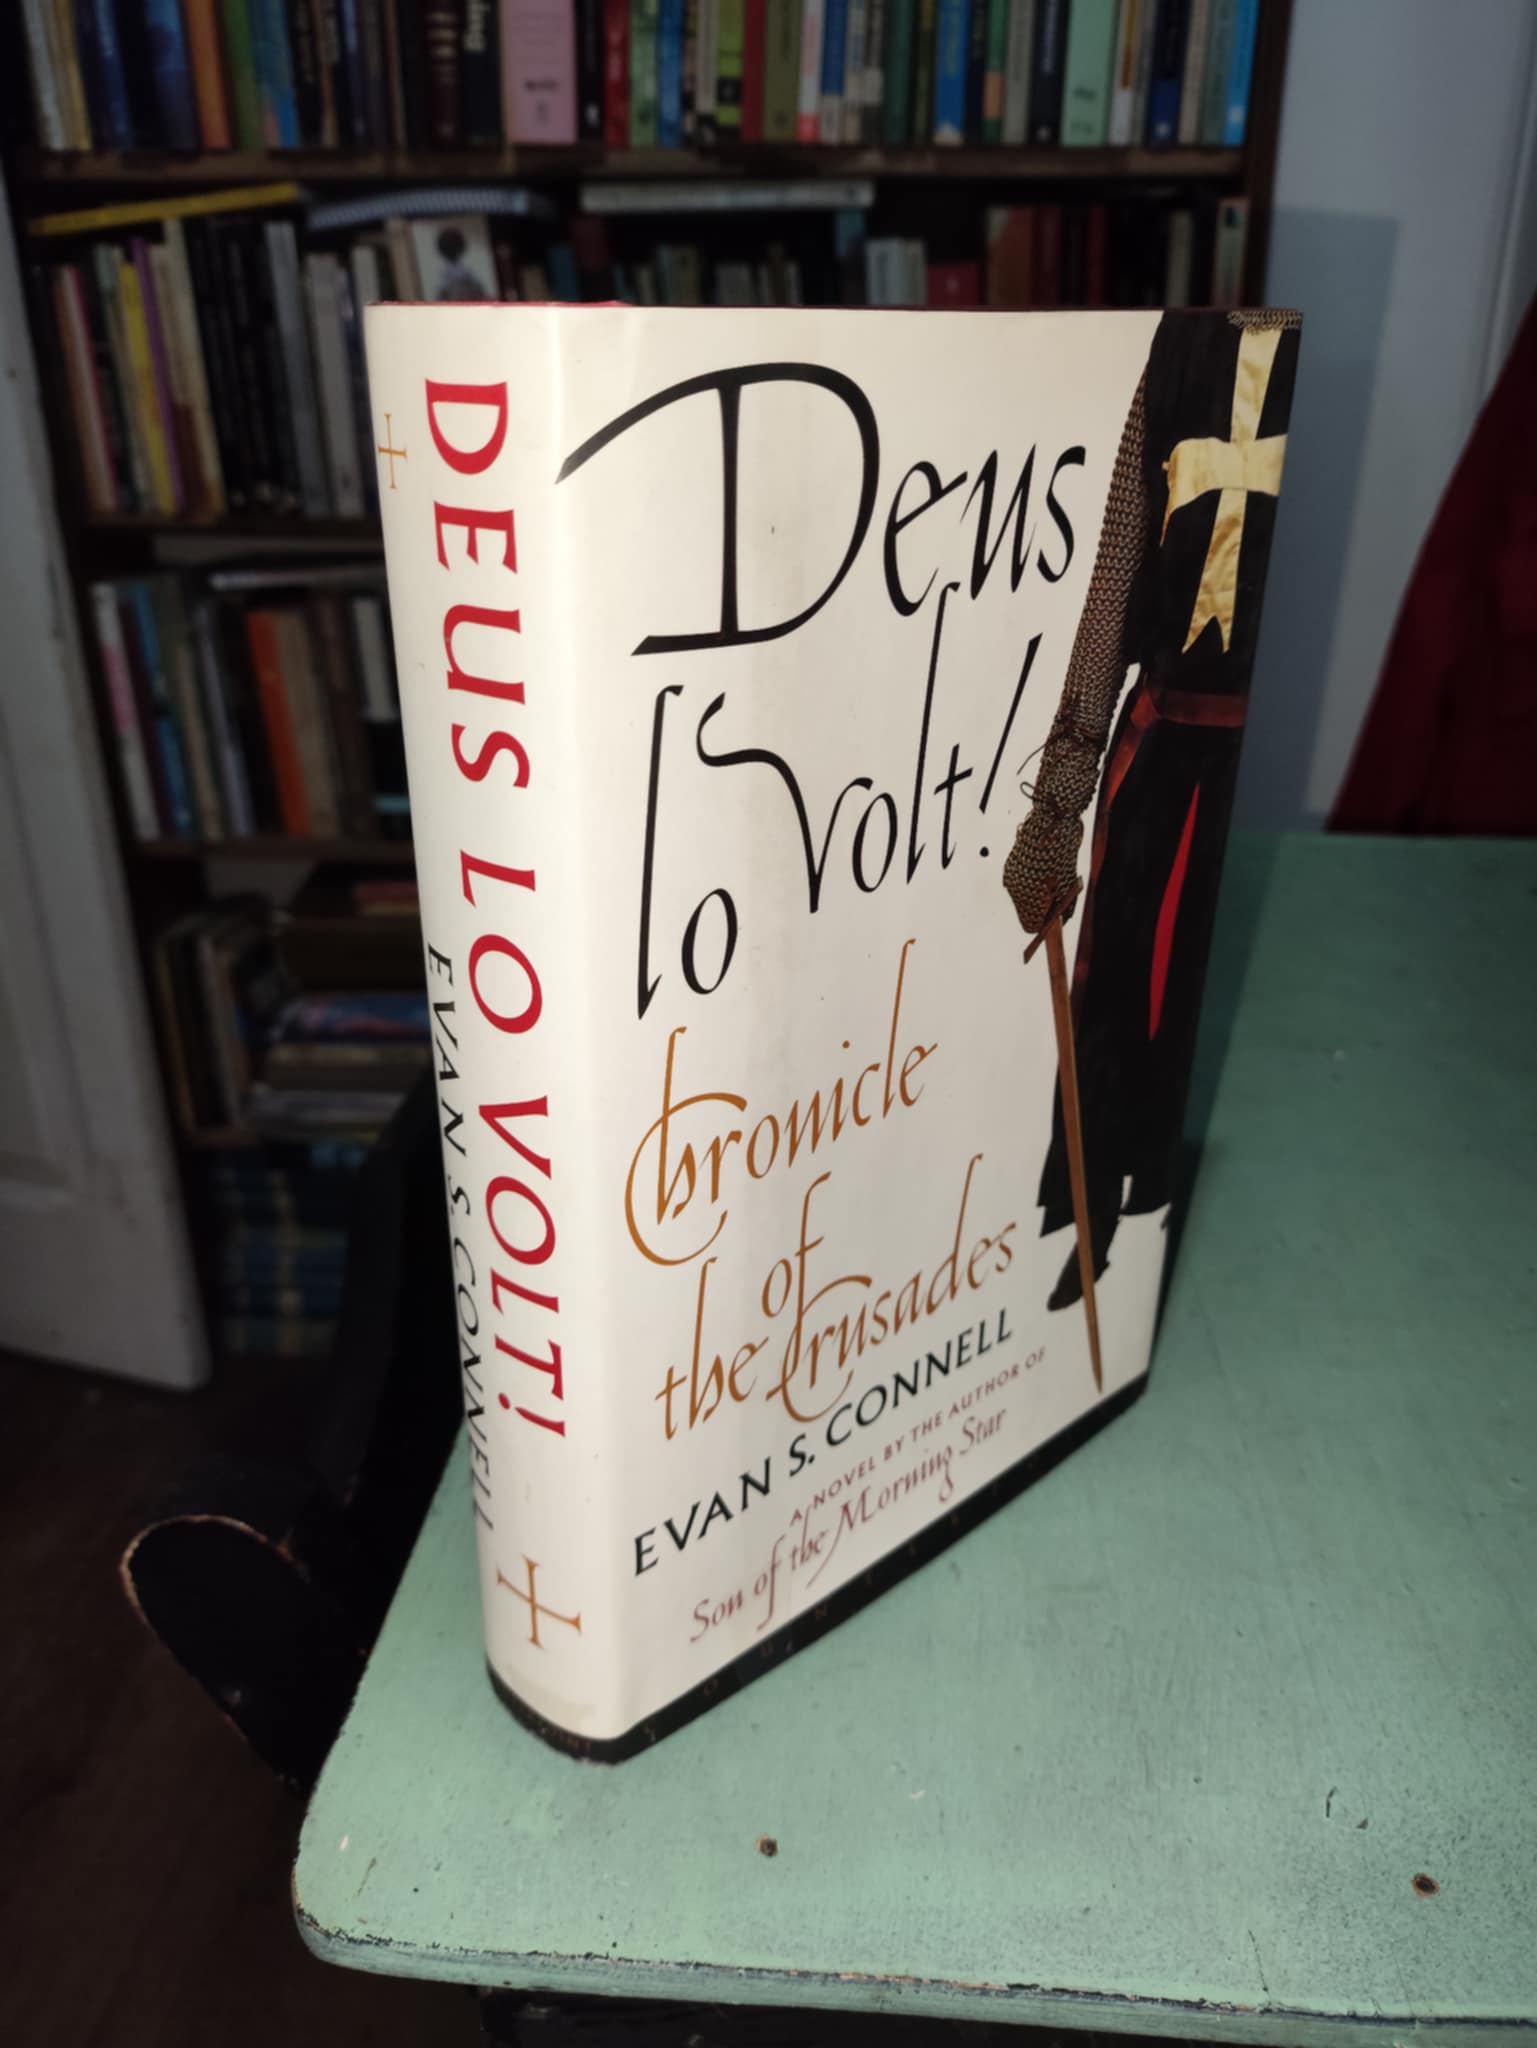 DEUS LO VOLT!
EVAN S. CONNELL
Deus
lo Volt!
Chronicle
of
the Crusades
EVAN S. CONNELL
A NOVEL BY THE AUTHOR OF
Son of the Morning Star